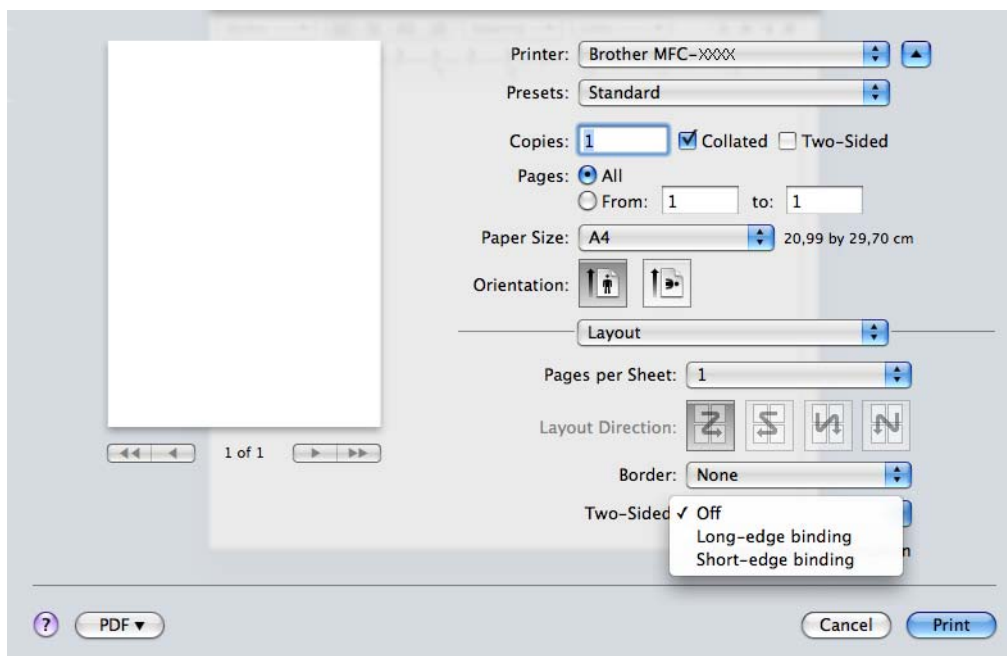 Printer: Brother MFC-XXXX
Presets: Standard
Copies: 1 Collated Two-Sided
Pages: All
From: 1 to: 1
Paper Size: A4 20,99 by 29,70 cm
Orientation:
Layout
Pages per Sheet: 1
Layout Direction:
1 of 1
Border: None
Two-Sided ✓ Off
Long-edge binding
Short-edge binding
? PDF ▼ Cancel Print